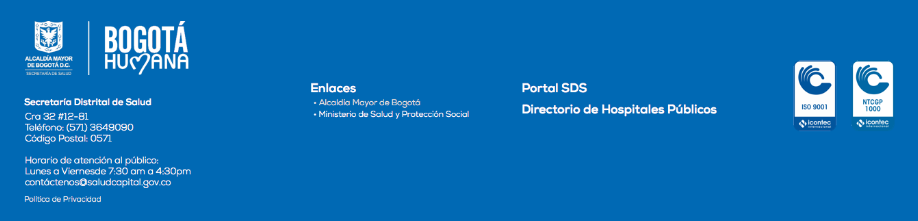 ALCALDÍA MAYOR
DE BOGOTÁ D.C.
SECRETARÍA DE SALUD
BOGOTÁ
HUMANA
Secretaría Distrital de Salud
Cra 32 #12-81
Teléfono: (571) 3649090
Código Postal: 0571
Horario de atención al público:
Lunes a Viernesde 7:30 am a 4:30pm
contáctenos@saludcapital.gov.co
Política de Privacidad
Enlaces
• Alcaldía Mayor de Bogotá
• Ministerio de Salud y Protección Social
Portal SDS
Directorio de Hospitales Públicos
ISO 9001
icontec
internacional
NTCGP
1000
icontec
internacional